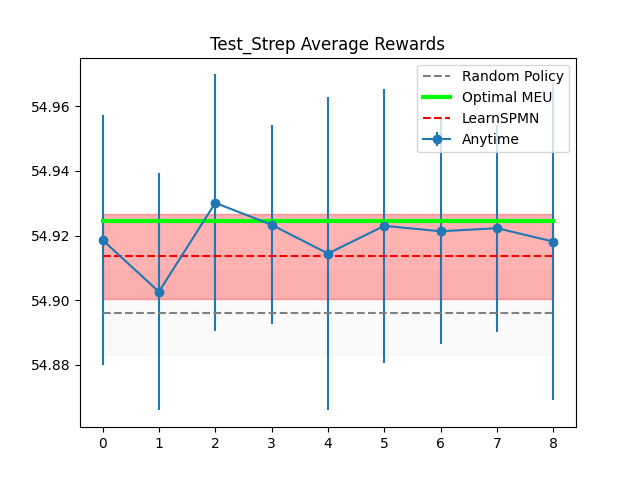 Test_Strep Average Rewards
Random Policy
Optimal MEU
LearnSPMN
Anytime
54.96
54.94
54.92
54.90
54.88
0 1 2 3 4 5 6 7 8